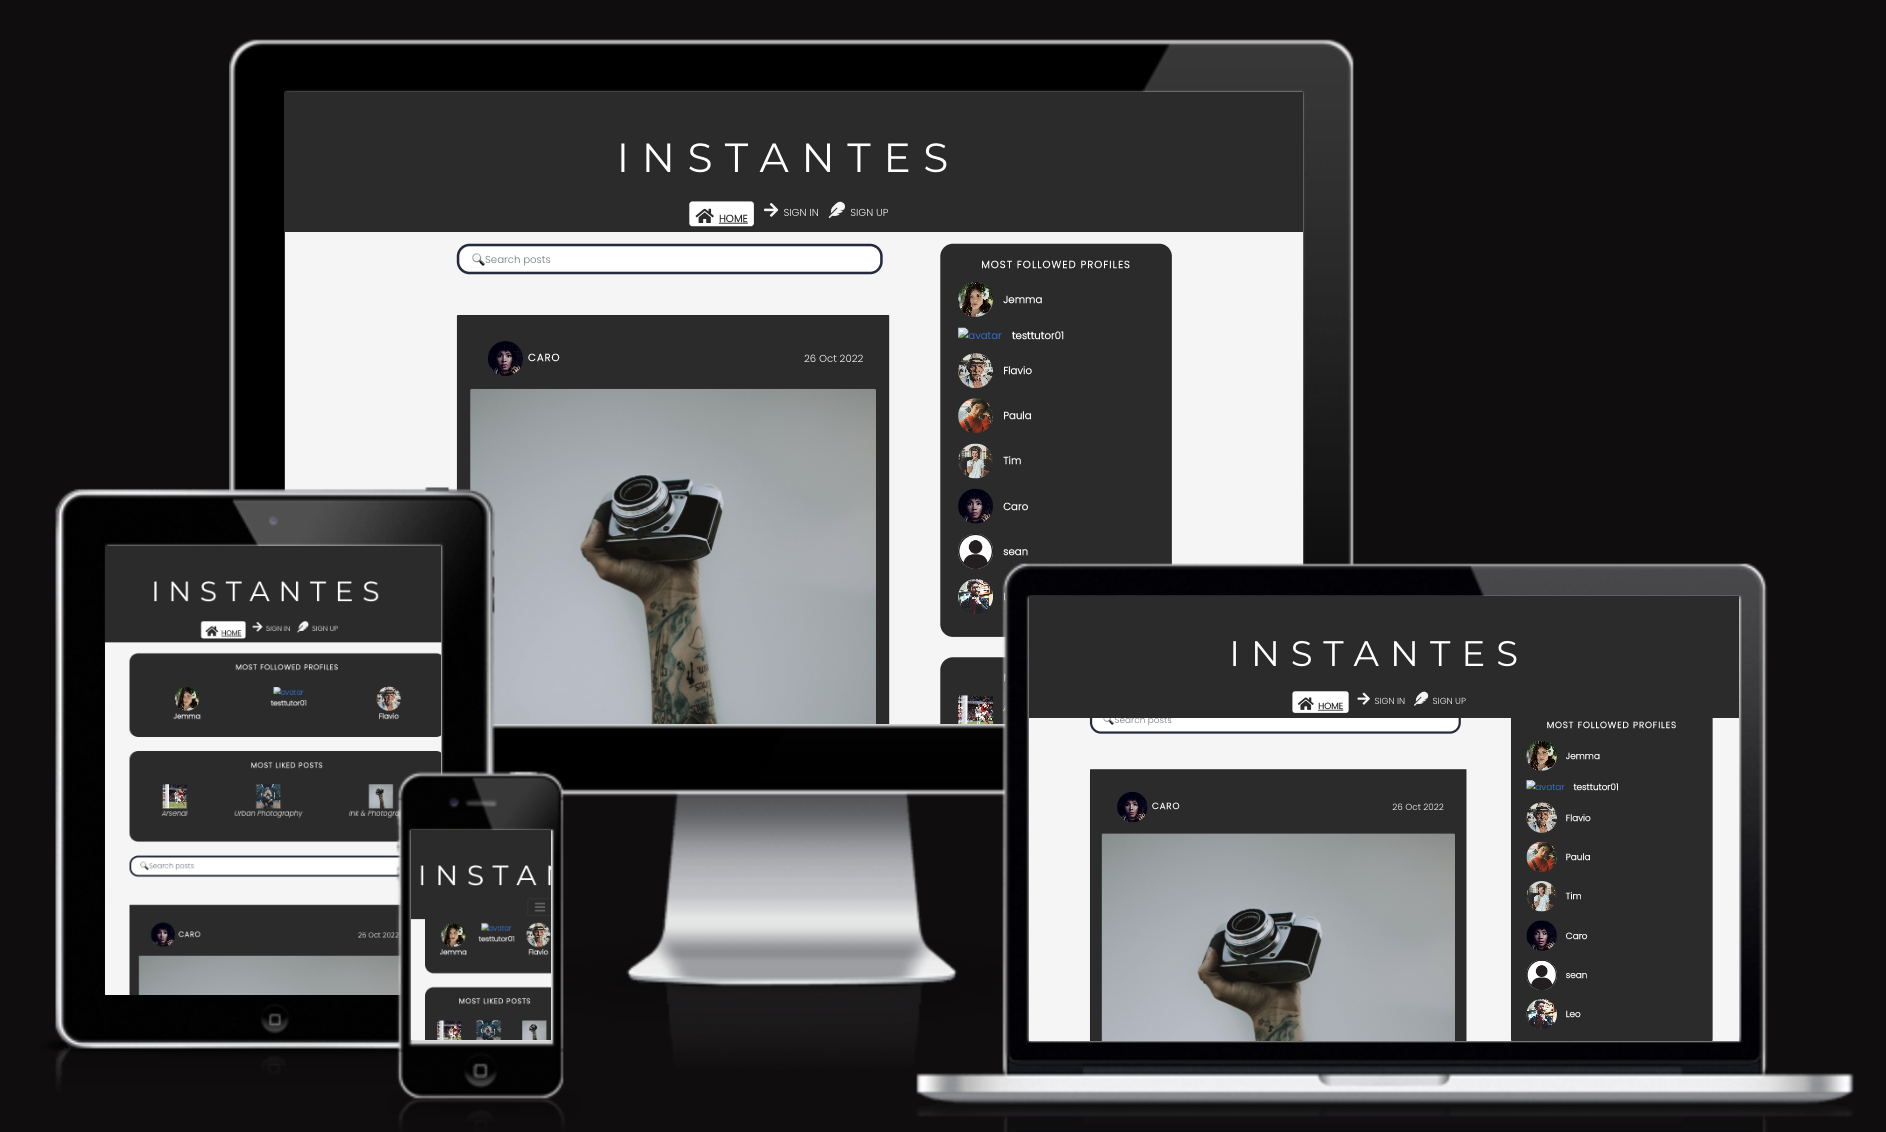 INSTANTES
HOME SIGN IN SIGN UP
Search posts
CARO 26 Oct 2022
MOST FOLLOWED PROFILES
Jemma
avatar testtutor01
Flavio
Paula
Tim
Caro
sean
INSTANTES
HOME SIGN IN SIGN UP
MOST FOLLOWED PROFILES
Jemma
avatar
testtutor01
Flavio
MOST LIKED POSTS
Arsenal
Urban Photography
Ink & Photogra
Search posts
CARO 26 Oct 2022
INSTA
Jemma
avatar
testtutor01
Flavio
MOST LIKED POSTS
INSTANTES
HOME SIGN IN SIGN UP
Search posts
CARO 26 Oct 2022
MOST FOLLOWED PROFILES
Jemma
avatar testtutor01
Flavio
Paula
Tim
Caro
sean
Leo